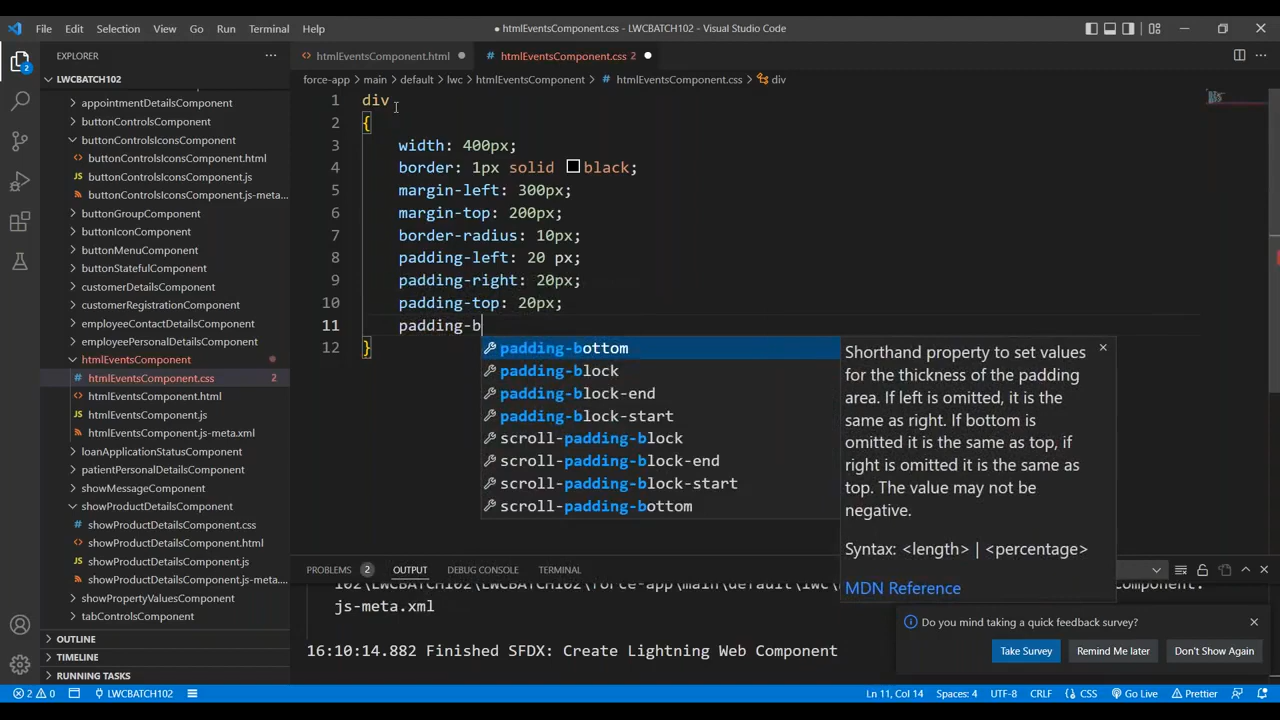 File Edit Selection View Go Run Terminal Help ● htmlEventsComponent.css - LWCBATCH102 - Visual Studio Code
EXPLORER ···
<> htmlEventsComponent.html ● # htmlEventsComponent.css 2 ●
LWCBATCH102
force-app > main > default > lwc > htmlEventsComponent > # htmlEventsComponent.css > div
appointmentDetailsComponent
buttonControlsComponent
buttonControlsIconsComponent
<> buttonControlsIconsComponent.html
JS buttonControlsIconsComponent.js
buttonControlsIconsComponent.js-meta...
buttonGroupComponent
buttonIconComponent
buttonMenuComponent
buttonStatefulComponent
customerDetailsComponent
customerRegistrationComponent
employeeContactDetailsComponent
employeePersonalDetailsComponent
htmlEventsComponent
# htmlEventsComponent.css 2
<> htmlEventsComponent.html
JS htmlEventsComponent.js
htmlEventsComponent.js-meta.xml
loanApplicationStatusComponent
patientPersonalDetailsComponent
showMessageComponent
showProductDetailsComponent
# showProductDetailsComponent.css
<> showProductDetailsComponent.html
JS showProductDetailsComponent.js
showProductDetailsComponent.js-meta...
showPropertyValuesComponent
tabControlsComponent
OUTLINE
TIMELINE
RUNNING TASKS
1 div
2 {
3 width: 400px;
4 border: 1px solid black;
5 margin-left: 300px;
6 margin-top: 200px;
7 border-radius: 10px;
8 padding-left: 20 px;
9 padding-right: 20px;
10 padding-top: 20px;
11 padding-b
12 }
padding-bottom
padding-block
padding-block-end
padding-block-start
scroll-padding-block
scroll-padding-block-end
scroll-padding-block-start
scroll-padding-bottom
Shorthand property to set values
for the thickness of the padding
area. If left is omitted, it is the
same as right. If bottom is
omitted it is the same as top, if
right is omitted it is the same as
top. The value may not be
negative.
Syntax: <length> | <percentage>
MDN Reference
PROBLEMS 2 OUTPUT DEBUG CONSOLE TERMINAL
102\LWCBATCH102\LWCBATCH102\force-app\main\default\lwc\
js-meta.xml
16:10:14.882 Finished SFDX: Create Lightning Web Component
Do you mind taking a quick feedback survey?
Take Survey Remind Me later Don't Show Again
2 0 LWCBATCH102 Ln 11, Col 14 Spaces: 4 UTF-8 CRLF CSS Go Live Prettier